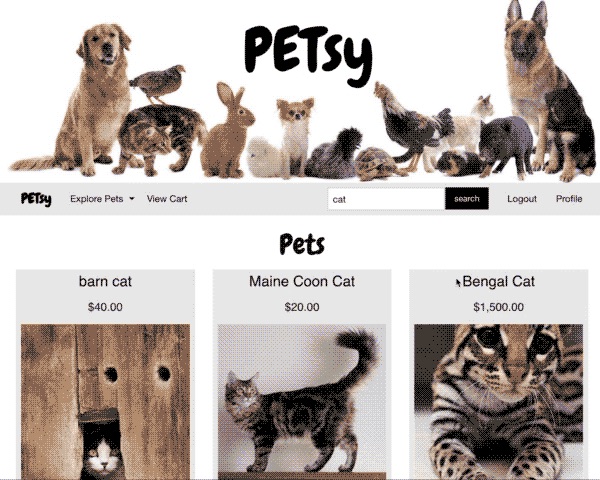 PETsy
PETsy Explore Pets View Cart cat search Logout Profile
Pets
barn cat Maine Coon Cat Bengal Cat
$40.00 $20.00 $1,500.00